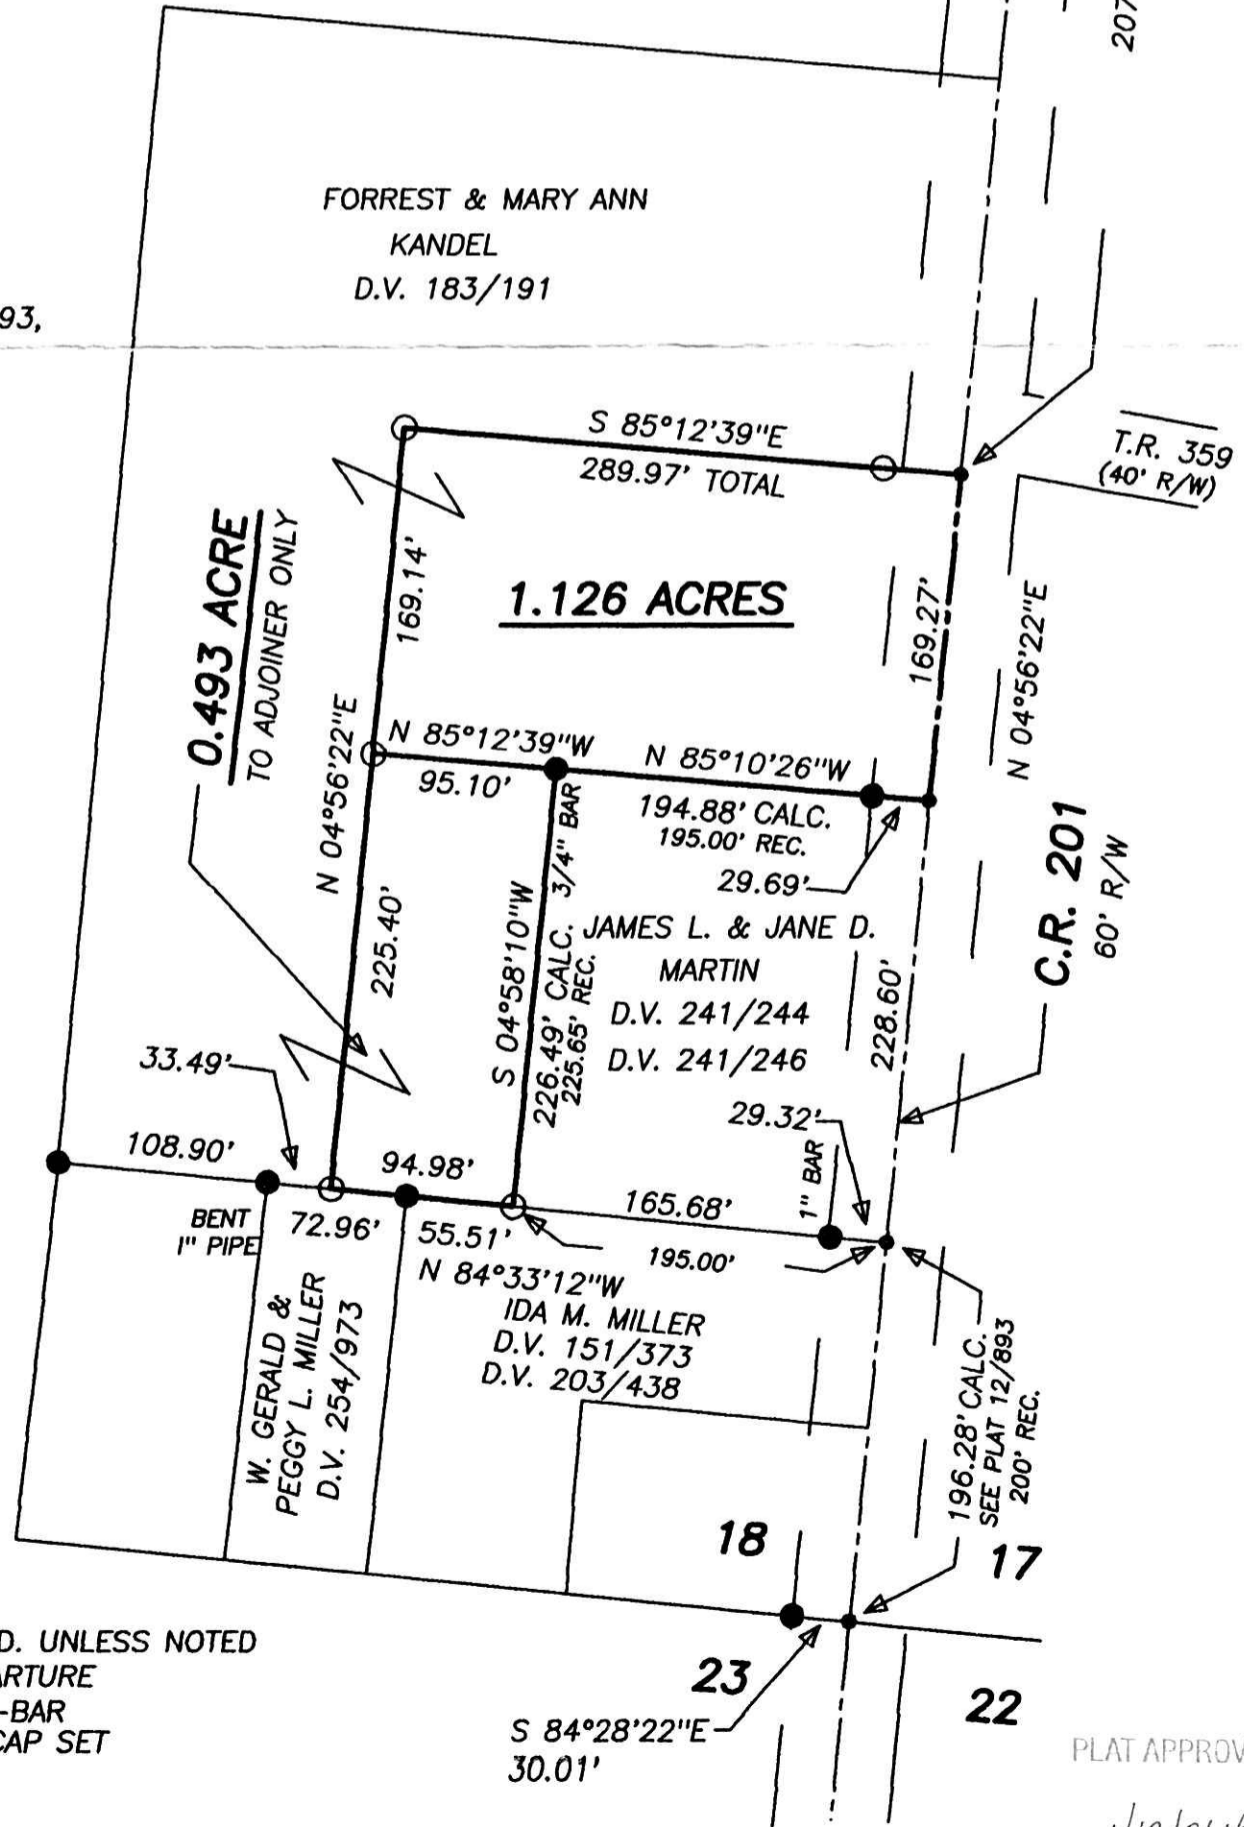 207
FORREST & MARY ANN
KANDEL
D.V. 183/191
93,
S 85°12'39"E
289.97' TOTAL
T.R. 359
(40' R/W)
0.493 ACRE
TO ADJOINER ONLY
169.14'
1.126 ACRES
169.27'
N 04°56'22"E
N 04°56'22"E
N 85°12'39"W
95.10'
N 85°10'26"W
194.88' CALC.
195.00' REC.
29.69'
3/4" BAR
C.R. 201
60' R/W
225.40'
S 04°58'10"W
226.49' CALC.
225.65' REC.
JAMES L. & JANE D.
MARTIN
D.V. 241/244
D.V. 241/246
228.60'
33.49'
29.32'
108.90'
94.98'
165.68'
1" BAR
BENT
1" PIPE
72.96'
55.51'
195.00'
N 84°33'12"W
IDA M. MILLER
D.V. 151/373
D.V. 203/438
W. GERALD &
PEGGY L. MILLER
D.V. 254/973
196.28' CALC.
SEE PLAT 12/893
200' REC.
18
17
23
22
S 84°28'22"E
30.01'
D. UNLESS NOTED
ARTURE
-BAR
CAP SET
PLAT APPROV